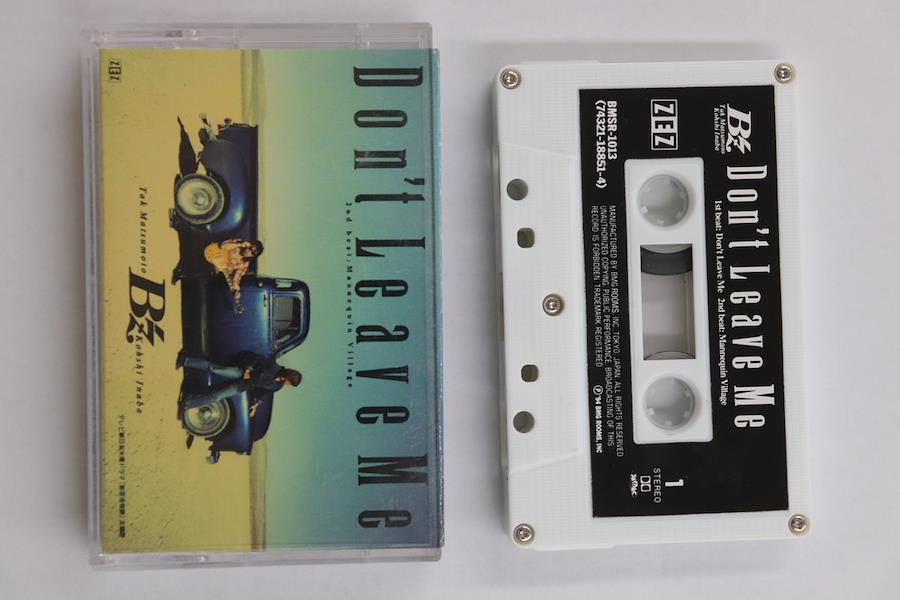 ZEZ
Don't Leave Me
2nd beat: Mannequin Village
Tak Matsumoto
B'z
Kohshi Inaba
B'z
Tak Matsumoto
Kohshi Inaba
Don't Leave Me
1st beat: Don't Leave Me 2nd beat: Mannequin Village
ZEZ
BMSR-1013
(74321-18851-4)
MANUFACTURED BY BMG ROOMS, INC. TOKYO, JAPAN. ALL RIGHTS RESERVED
UNAUTHORIZED COPYING, PUBLIC PERFORMANCE, BROADCASTING OF THIS
RECORD IS FORBIDDEN. TRADEMARK REGISTERED
Ⓟ '94 BMG ROOMS, INC
1
STEREO